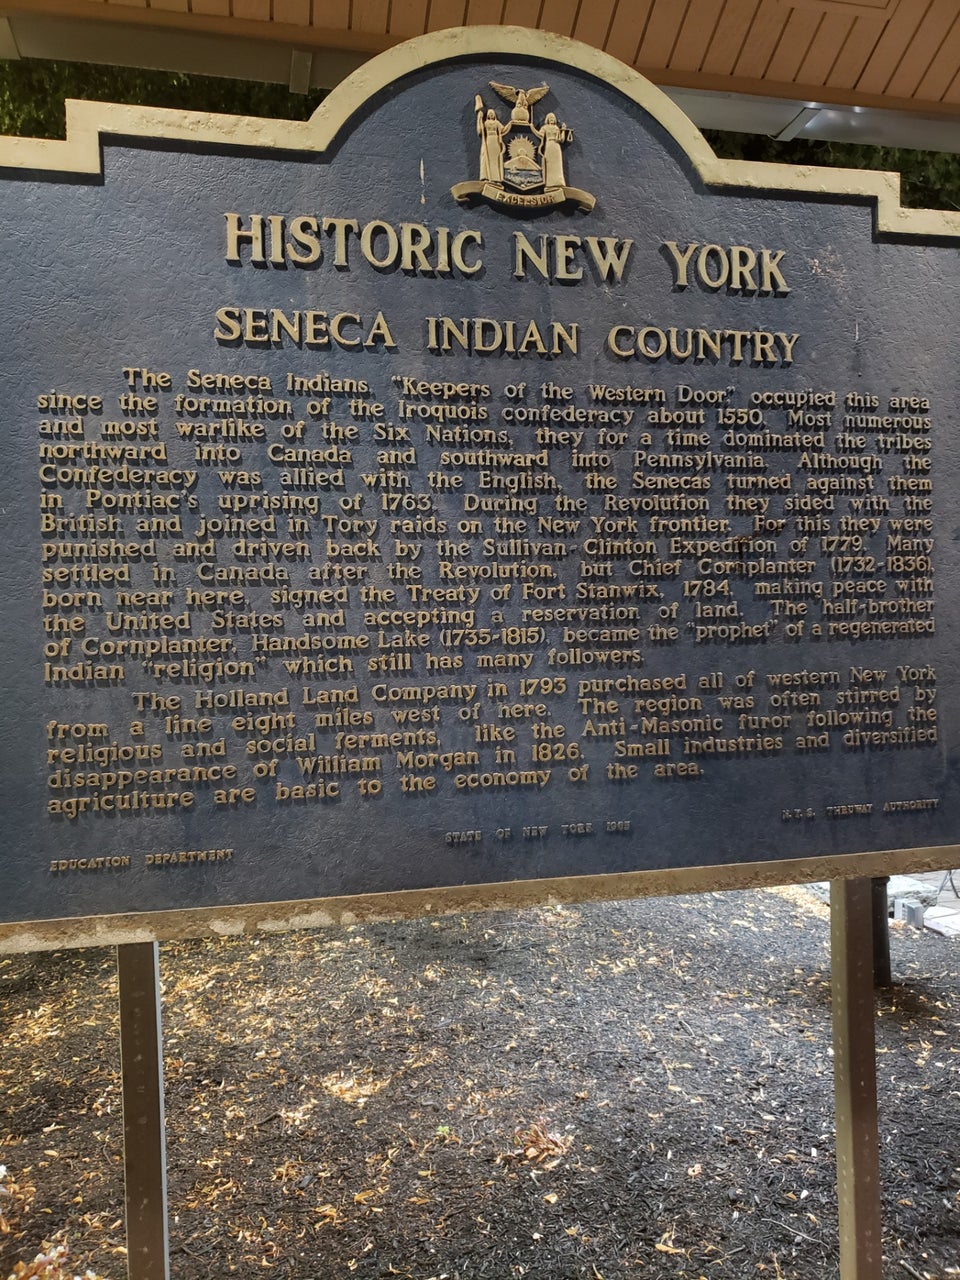 EXCELSIOR
HISTORIC NEW YORK
SENECA INDIAN COUNTRY
The Seneca Indians, "Keepers of the Western Door," occupied this area
since the formation of the Iroquois confederacy about 1550. Most numerous
and most warlike of the Six Nations, they for a time dominated the tribes
northward into Canada and southward into Pennsylvania. Although the
Confederacy was allied with the English, the Senecas turned against them
in Pontiac's uprising of 1763. During the Revolution they sided with the
British and joined in Tory raids on the New York frontier. For this they were
punished and driven back by the Sullivan-Clinton Expedition of 1779. Many
settled in Canada after the Revolution, but Chief Cornplanter (1732-1836),
born near here, signed the Treaty of Fort Stanwix, 1784, making peace with
the United States and accepting a reservation of land. The half-brother
of Cornplanter, Handsome Lake (1735-1815), became the "prophet" of a regenerated
Indian "religion" which still has many followers.
The Holland Land Company in 1793 purchased all of western New York
from a line eight miles west of here. The region was often stirred by
religious and social ferments, like the Anti-Masonic furor following the
disappearance of William Morgan in 1826. Small industries and diversified
agriculture are basic to the economy of the area.
EDUCATION DEPARTMENT STATE OF NEW YORK N.Y.S. THRUWAY AUTHORITY